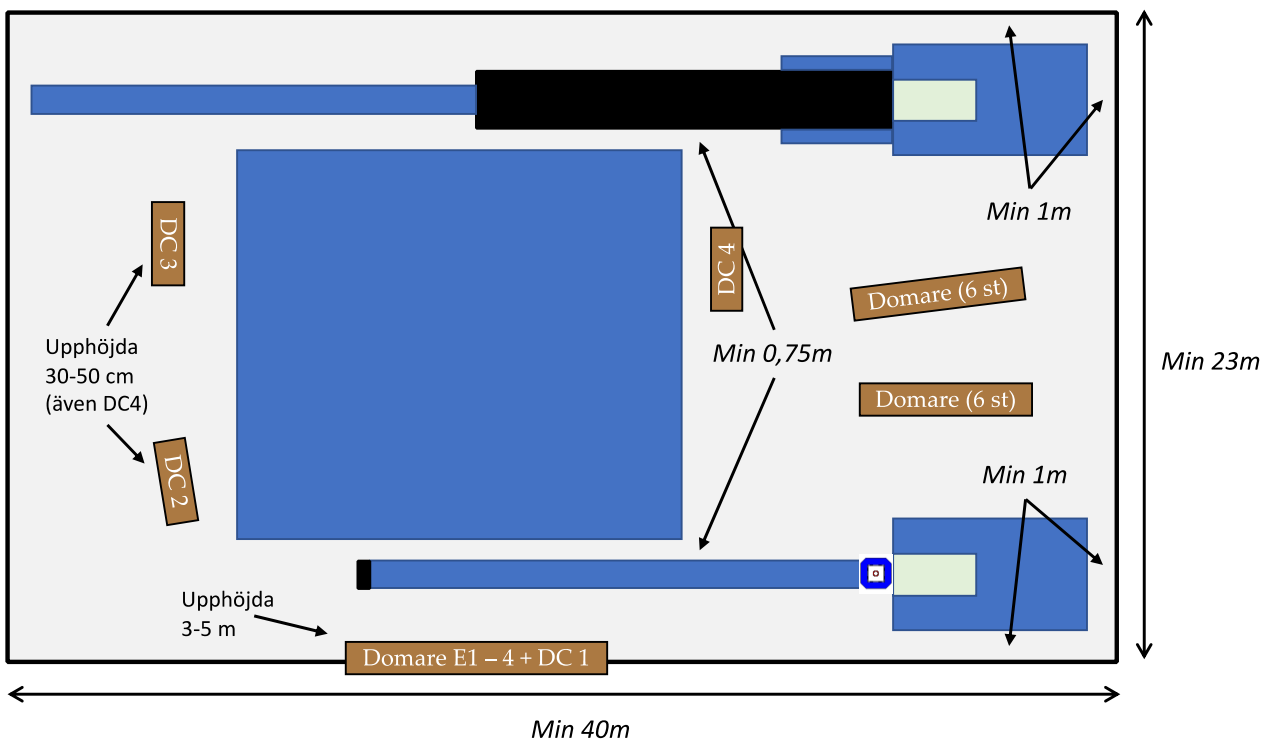 Min 1m
DC 3
DC 4
Domare (6 st)
Upphöjda
30-50 cm
(även DC4)
Min 0,75m
Min 23m
Domare (6 st)
DC 2
Min 1m
Upphöjda
3-5 m
Domare E1 – 4 + DC 1
Min 40m